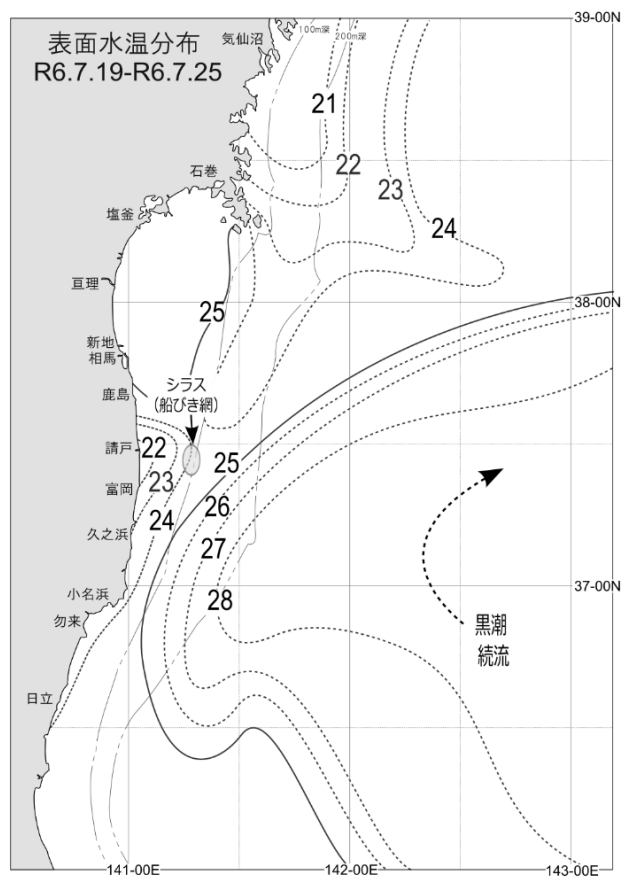 39-00N
表面水温分布
R6.7.19-R6.7.25
気仙沼
100m深
200m深
21
石巻
22
23
24
塩釜
亘理
38-00N
25
新地
相馬
シラス
(船びき網)
鹿島
請戸
22
25
富岡
23
26
24
久之浜
27
37-00N
小名浜
28
勿来
黒潮
続流
日立
141-00E
142-00E
143-00E